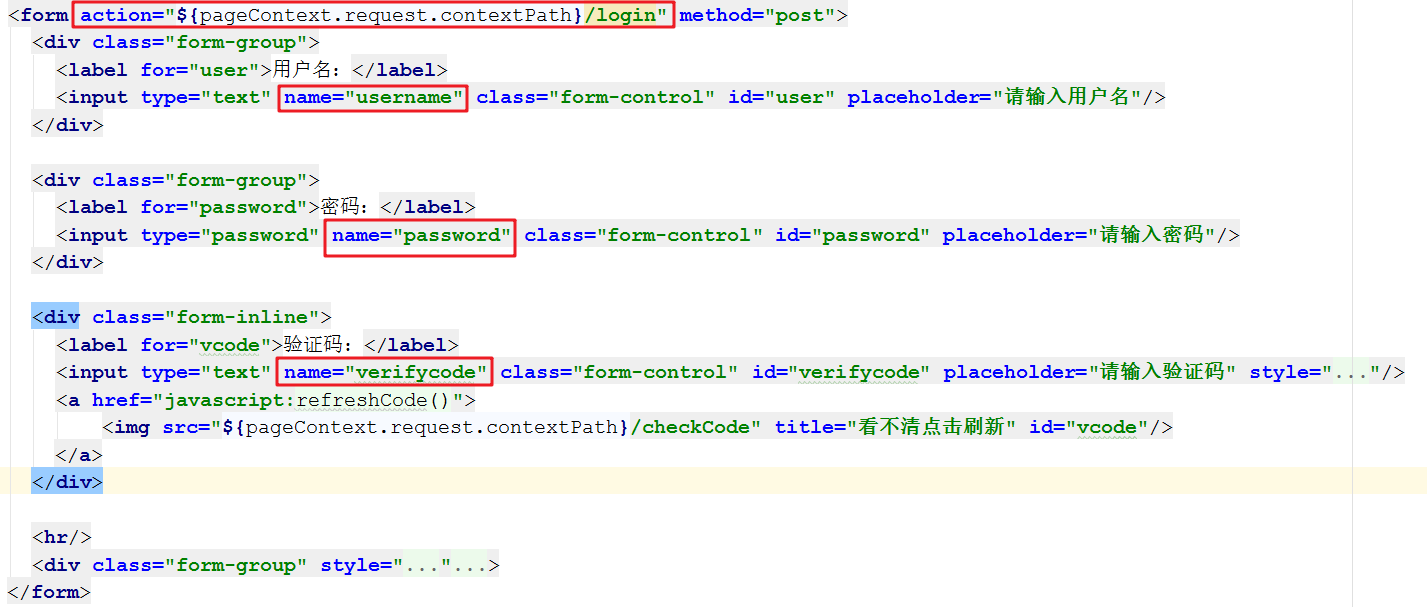 <form action="${pageContext.request.contextPath}/login" method="post">
<div class="form-group">
<label for="user">用户名：</label>
<input type="text" name="username" class="form-control" id="user" placeholder="请输入用户名"/>
</div>
<div class="form-group">
<label for="password">密码：</label>
<input type="password" name="password" class="form-control" id="password" placeholder="请输入密码"/>
</div>
<div class="form-inline">
<label for="vcode">验证码：</label>
<input type="text" name="verifycode" class="form-control" id="verifycode" placeholder="请输入验证码" style="..."/>
<a href="javascript:refreshCode()">
<img src="${pageContext.request.contextPath}/checkCode" title="看不清点击刷新" id="vcode"/>
</a>
</div>
<hr/>
<div class="form-group" style="..."...>
</form>